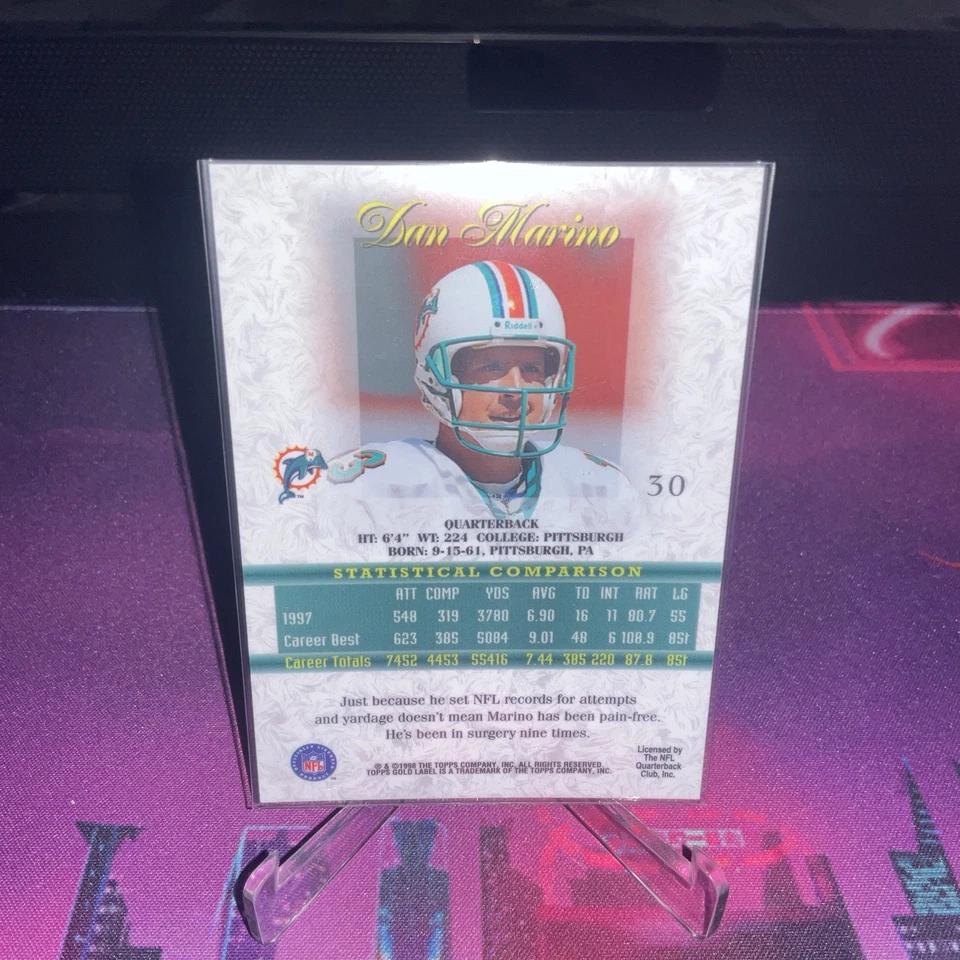 Dan Marino
Riddell
3
30
QUARTERBACK
HT: 6'4" WT: 224 COLLEGE: PITTSBURGH
BORN: 9-15-61, PITTSBURGH, PA
STATISTICAL COMPARISON
ATT COMP YDS AVG TD INT RAT LG
1997 548 319 3780 6.90 16 11 80.7 55
Career Best 623 385 5084 9.01 48 6 108.9 85t
Career Totals 7452 4453 55416 7.44 385 220 87.8 85t
Just because he set NFL records for attempts
and yardage doesn't mean Marino has been pain-free.
He's been in surgery nine times.
NFL
® & ©1998 THE TOPPS COMPANY, INC. ALL RIGHTS RESERVED.
TOPPS GOLD LABEL IS A TRADEMARK OF THE TOPPS COMPANY, INC.
Licensed by
The NFL
Quarterback
Club, Inc.